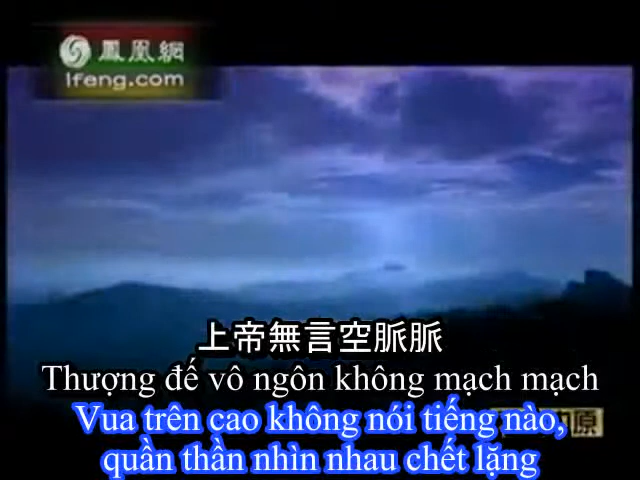 鳳凰網
Ifeng.com
上帝無言空脈脈
Thượng đế vô ngôn không mạch mạch
Vua trên cao không nói tiếng nào,
quần thần nhìn nhau chết lặng
原